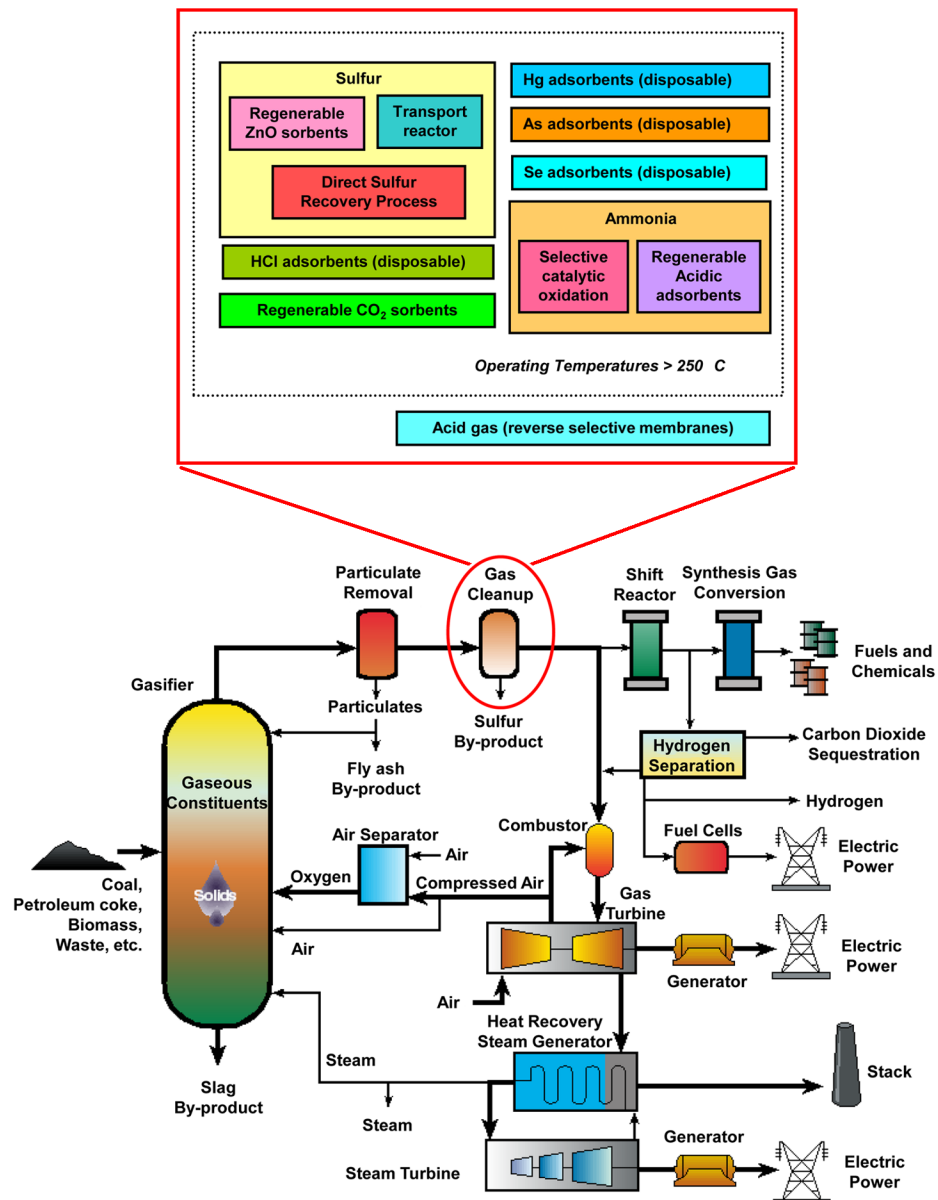 Sulfur
Regenerable
ZnO sorbents
Transport
reactor
Direct Sulfur
Recovery Process
HCl adsorbents (disposable)
Regenerable CO2 sorbents
Hg adsorbents (disposable)
As adsorbents (disposable)
Se adsorbents (disposable)
Ammonia
Selective
catalytic
oxidation
Regenerable
Acidic
adsorbents
Operating Temperatures > 250 C
Acid gas (reverse selective membranes)
Particulate
Removal
Gas
Cleanup
Shift
Reactor
Synthesis Gas
Conversion
Fuels and
Chemicals
Gasifier
Particulates
Sulfur
By-product
Fly ash
By-product
Hydrogen
Separation
Carbon Dioxide
Sequestration
Hydrogen
Gaseous
Constituents
Solids
Coal,
Petroleum coke,
Biomass,
Waste, etc.
Air Separator
Air
Oxygen
Compressed Air
Air
Combustor
Fuel Cells
Electric
Power
Gas
Turbine
Generator
Electric
Power
Air
Heat Recovery
Steam Generator
Steam
Steam
Stack
Slag
By-product
Steam Turbine
Generator
Electric
Power